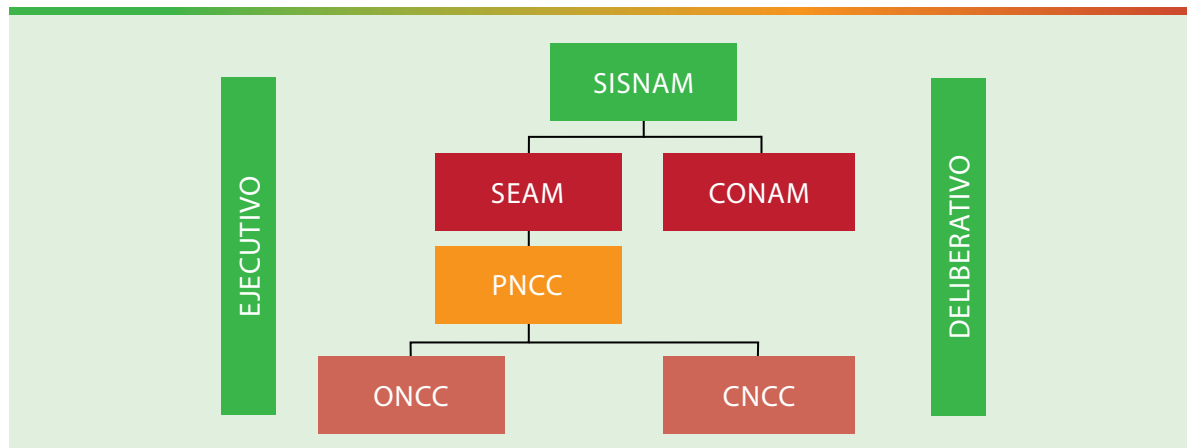 SISNAM
EJECUTIVO
SEAM
CONAM
DELIBERATIVO
PNCC
ONCC
CNCC